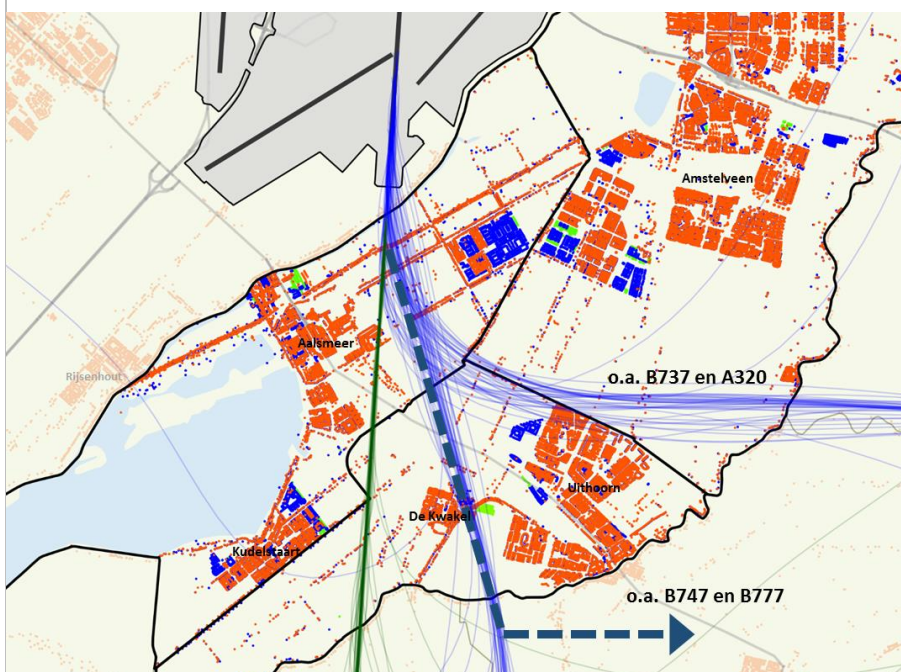 Amstelveen
Aalsmeer
Rijsenhout
o.a. B737 en A320
Uithoorn
De Kwakel
Kudelstaart
o.a. B747 en B777